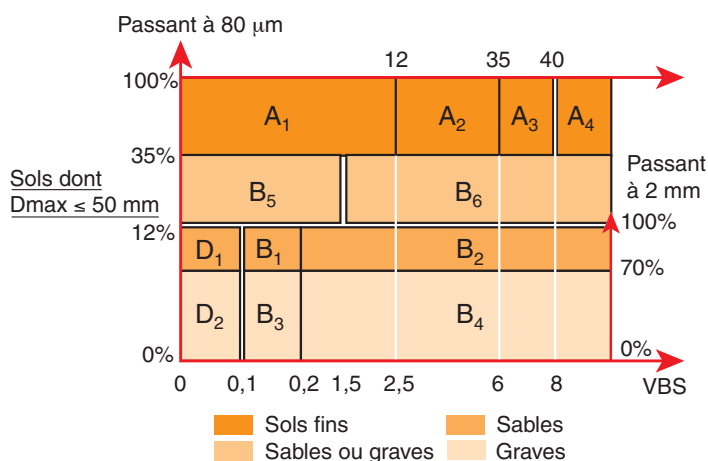 Passant à 80 μm
12 35 40
100%
A1 A2 A3 A4
35%
Sols dont
Dmax ≤ 50 mm
B5 B6
Passant
à 2 mm
100%
12%
D1 B1 B2
70%
D2 B3 B4
0% 0%
0 0,1 0,2 1,5 2,5 6 8 VBS
Sols fins Sables
Sables ou graves Graves